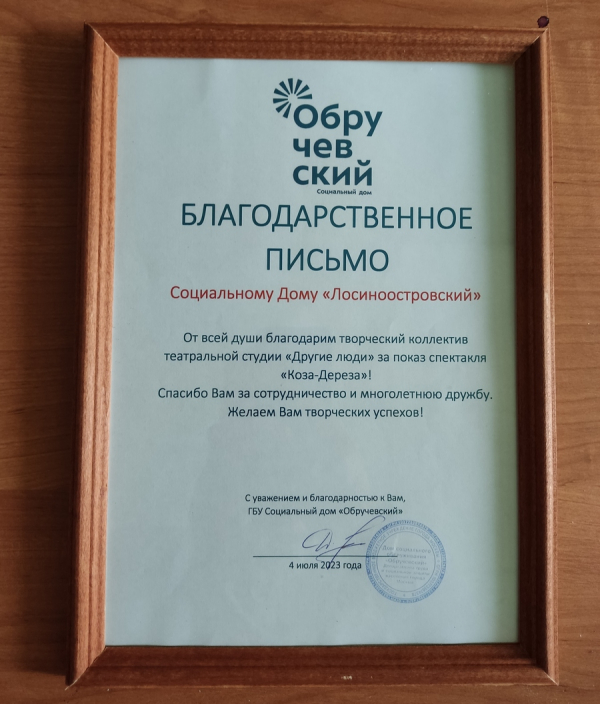 Обру
чев
ский
Социальный дом
БЛАГОДАРСТВЕННОЕ
ПИСЬМО
Социальному Дому «Лосиноостровский»
От всей души благодарим творческий коллектив
театральной студии «Другие люди» за показ спектакля
«Коза-Дереза»!
Спасибо Вам за сотрудничество и многолетнюю дружбу.
Желаем Вам творческих успехов!
С уважением и благодарностью к Вам,
ГБУ Социальный дом «Обручевский»
4 июля 2023 года